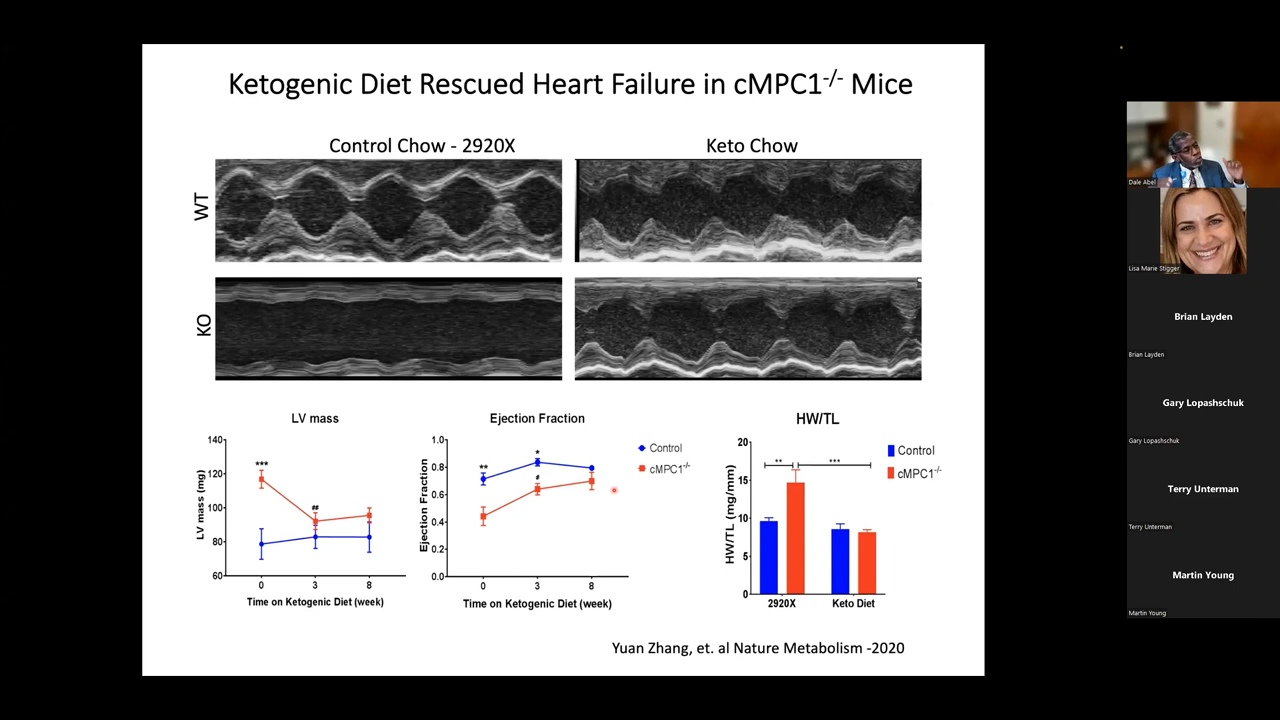 Ketogenic Diet Rescued Heart Failure in cMPC1-/- Mice
Control Chow - 2920X
Keto Chow
WT
KO
LV mass
LV mass (mg)
140
120
100
80
60
***
##
0
3
8
Time on Ketogenic Diet (week)
Ejection Fraction
Ejection Fraction
1.0
0.8
0.6
0.4
0.2
0.0
**
*
#
0
3
8
Time on Ketogenic Diet (week)
Control
cMPC1-/-
HW/TL
HW/TL (mg/mm)
20
15
10
5
0
**
***
2920X
Keto Diet
Control
cMPC1-/-
Yuan Zhang, et. al Nature Metabolism -2020
Dale Abel
Lisa Marie Stigger
Brian Layden
Brian Layden
Gary Lopashschuk
Gary Lopashschuk
Terry Unterman
Terry Unterman
Martin Young
Martin Young